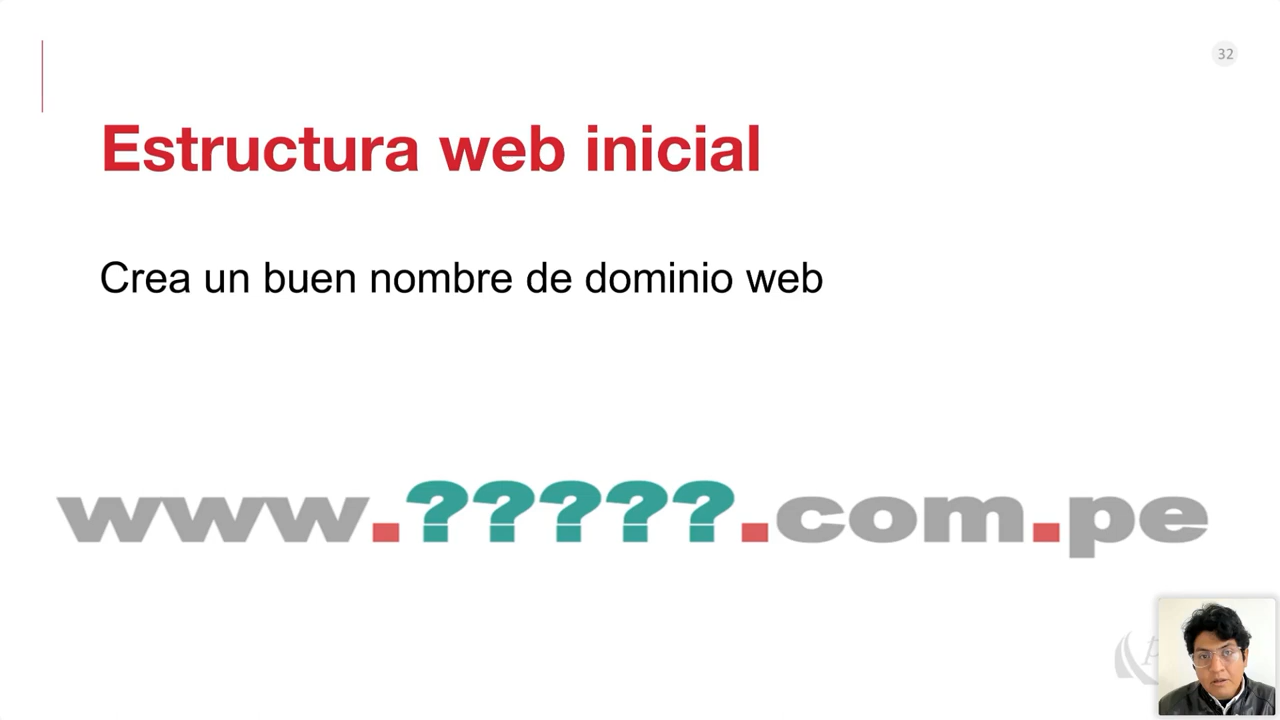 32
Estructura web inicial
Crea un buen nombre de dominio web
www.?????.com.pe